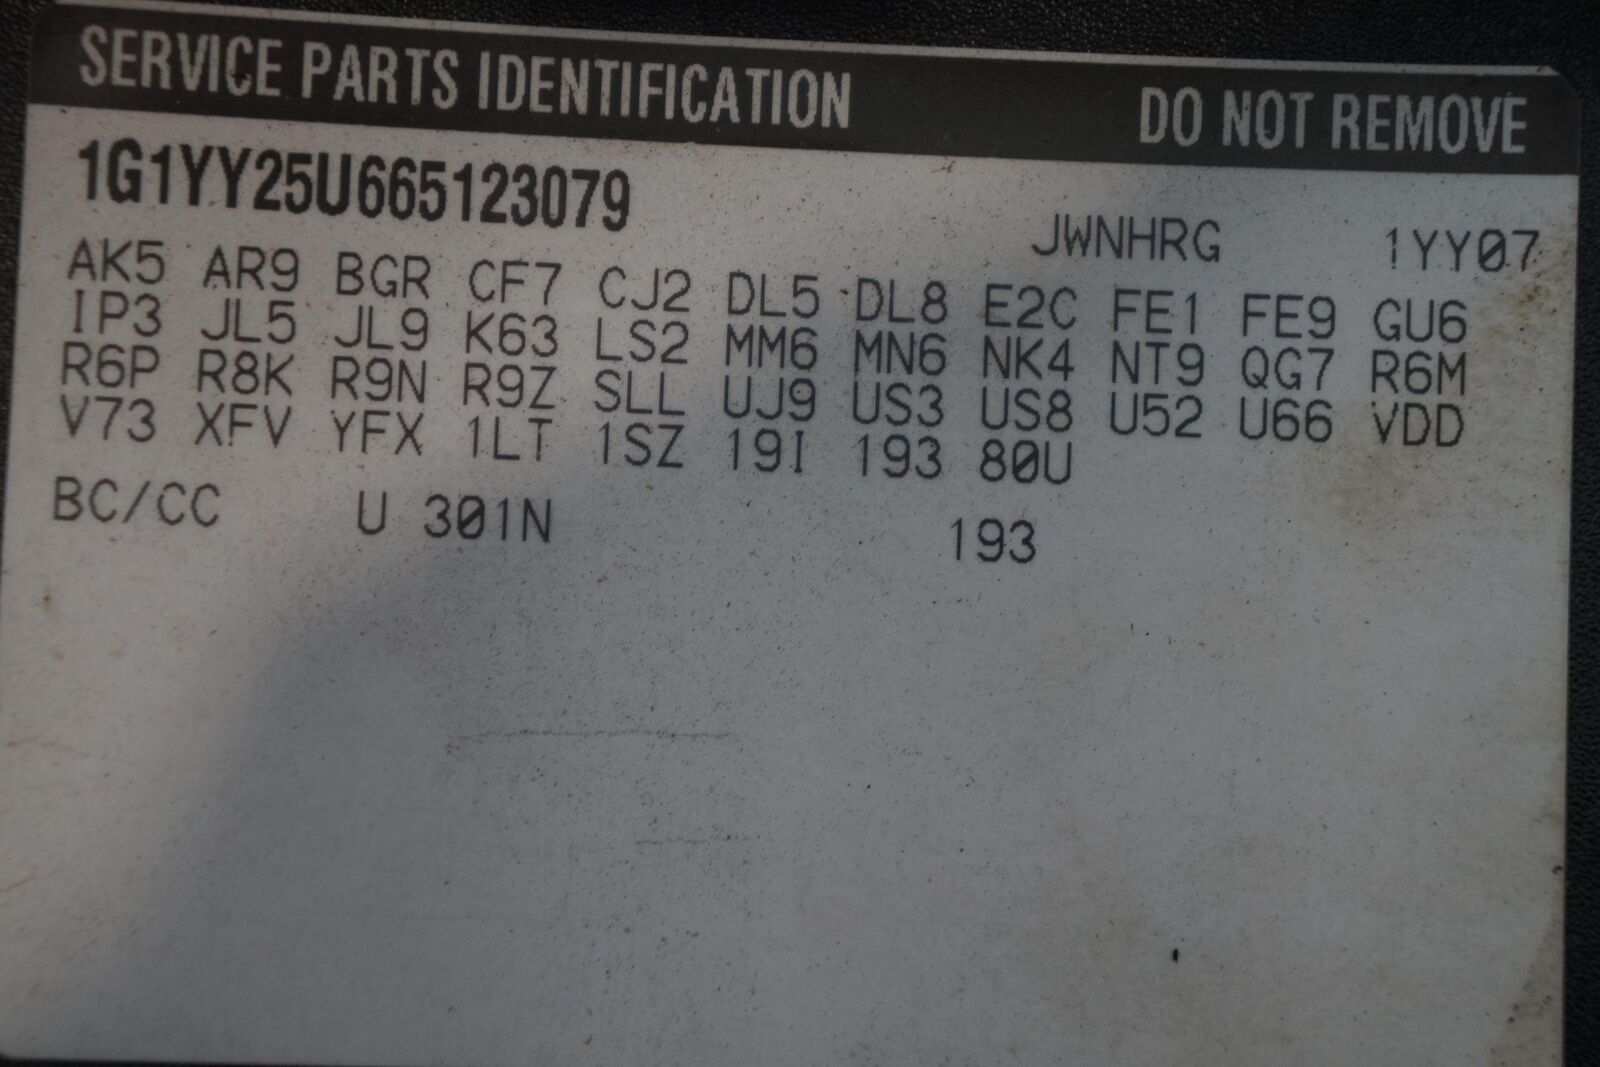 SERVICE PARTS IDENTIFICATION DO NOT REMOVE
1G1YY25U665123079 JWNHRG 1YY07
AK5 AR9 BGR CF7 CJ2 DL5 DL8 E2C FE1 FE9 GU6
IP3 JL5 JL9 K63 LS2 MM6 MN6 NK4 NT9 QG7 R6M
R6P R8K R9N R9Z SLL UJ9 US3 US8 U52 U66 VDD
V73 XFV YFX 1LT 1SZ 19I 193 80U
BC/CC U 301N 193